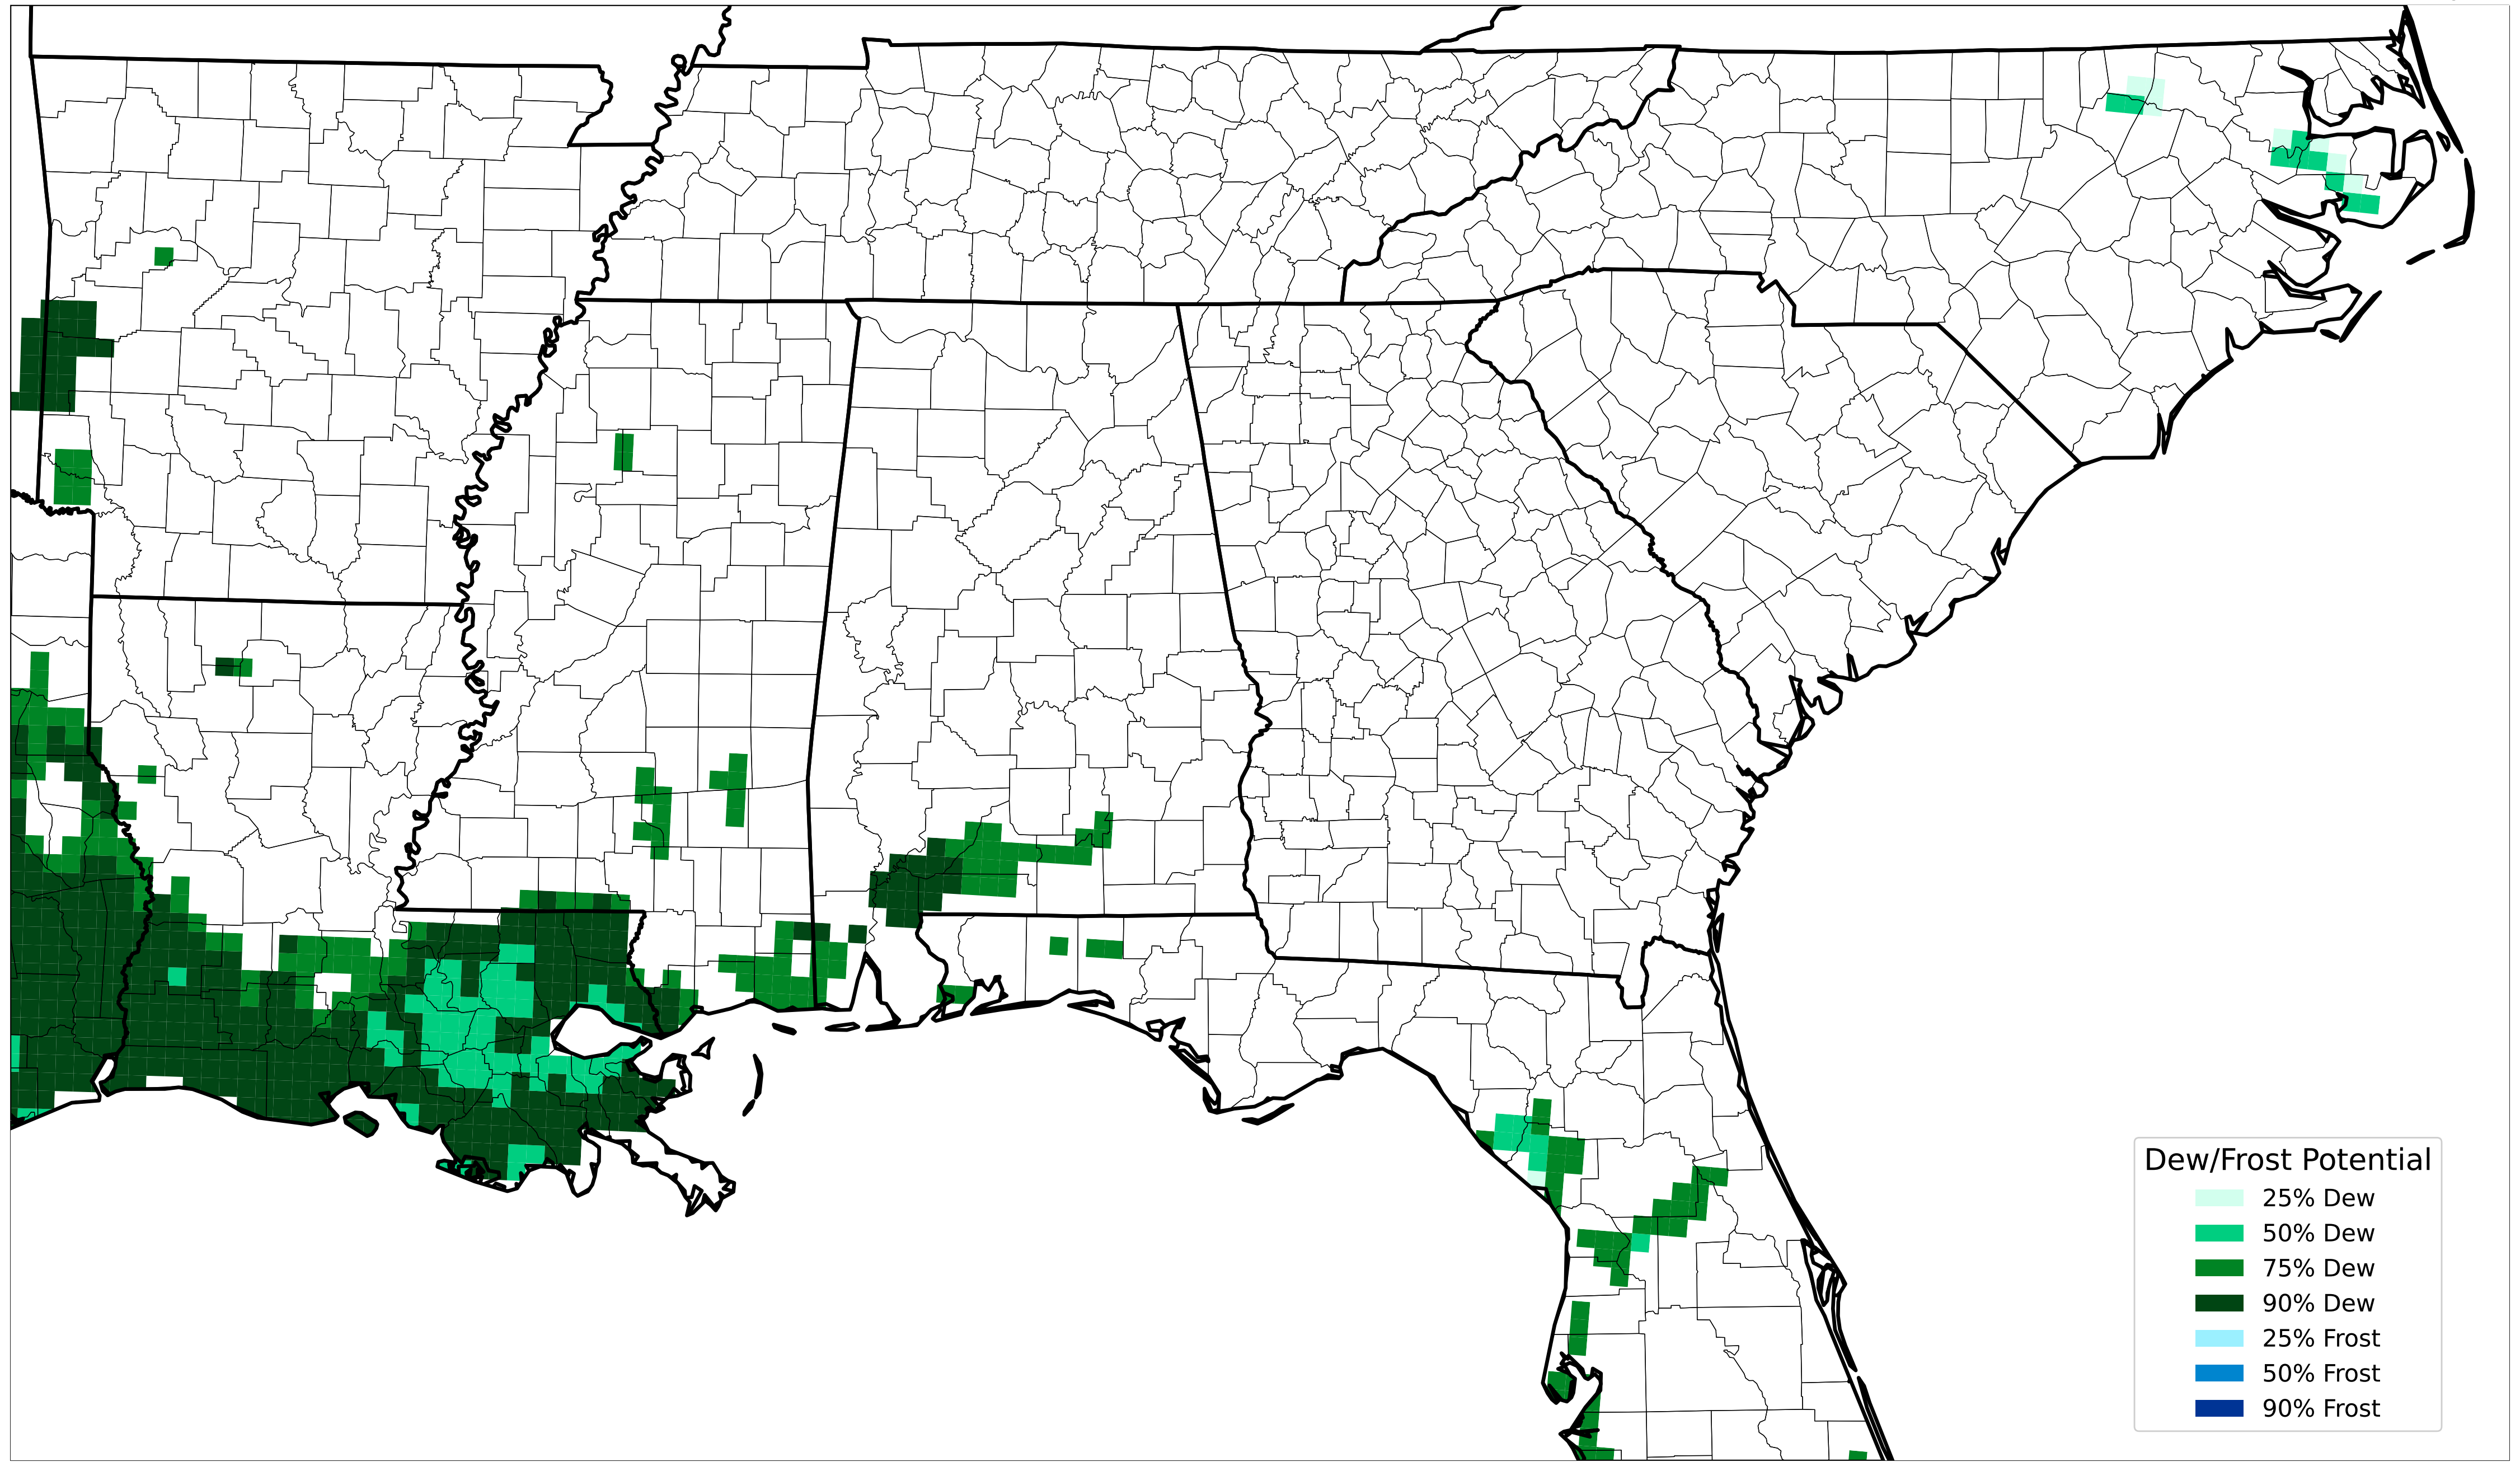 Dew/Frost Potential
25% Dew
50% Dew
75% Dew
90% Dew
25% Frost
50% Frost
90% Frost